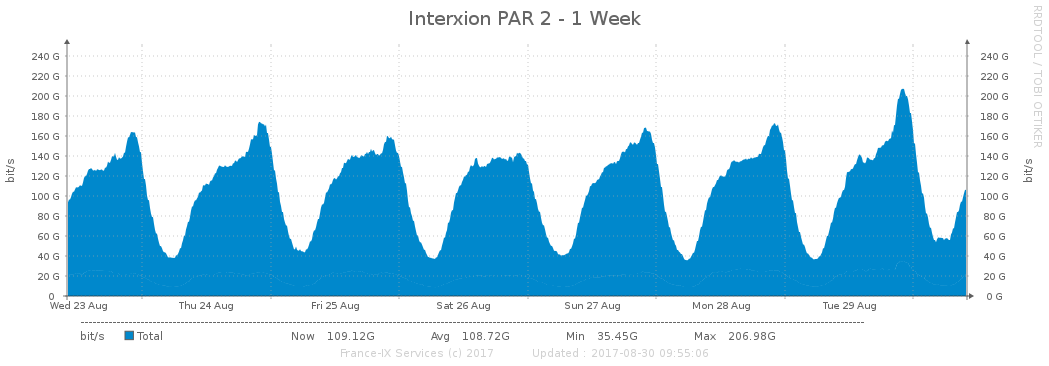 Interxion PAR 2 - 1 Week
RRDTOOL / TOBI OETIKER
240 G 240 G
220 G 220 G
200 G 200 G
180 G 180 G
160 G 160 G
140 G 140 G
120 G 120 G
100 G 100 G
80 G 80 G
60 G 60 G
40 G 40 G
20 G 20 G
0 0 G
bit/s
bit/s
Wed 23 Aug Thu 24 Aug Fri 25 Aug Sat 26 Aug Sun 27 Aug Mon 28 Aug Tue 29 Aug
bit/s Total Now 109.12G Avg 108.72G Min 35.45G Max 206.98G
France-IX Services (c) 2017 Updated : 2017-08-30 09:55:06